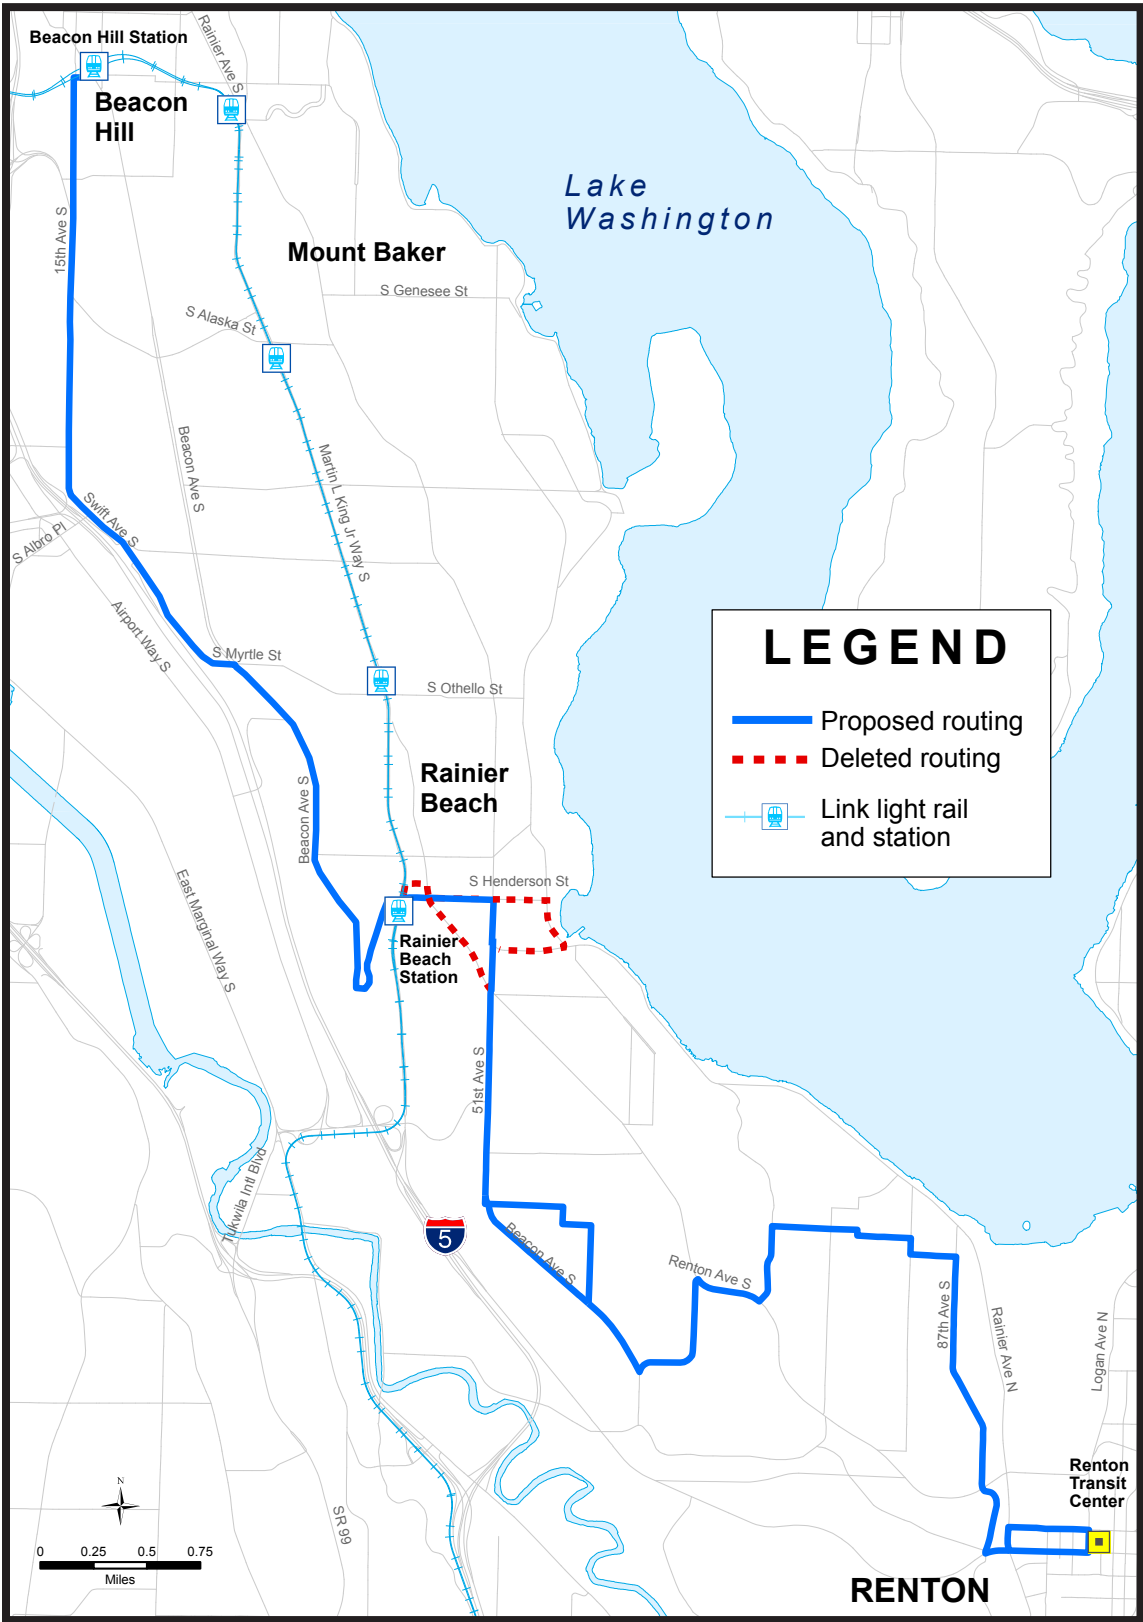 Beacon Hill Station
Rainier Ave S
Beacon
Hill
Lake
Washington
15th Ave S
Mount Baker
S Genesee St
S Alaska St
Beacon Ave S
Martin L King Jr Way S
Swift Ave S
S Albro Pl
Airport Way S
S Myrtle St
S Othello St
LEGEND
Proposed routing
Deleted routing
Link light rail
and station
Rainier
Beach
Beacon Ave S
S Henderson St
East Marginal Way S
Rainier
Beach
Station
51st Ave S
Tukwila Intl Blvd
5
Beacon Ave S
Renton Ave S
87th Ave S
Rainier Ave N
Logan Ave N
Renton
Transit
Center
N
SR 99
0 0.25 0.5 0.75
Miles
RENTON